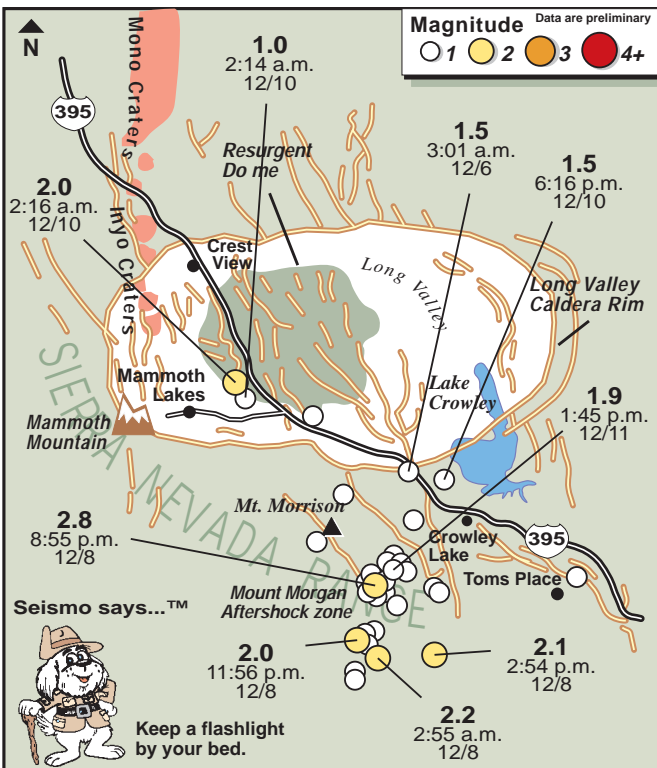 N
Magnitude
Data are preliminary
1 2 3 4+
Mono Craters
395
1.0
2:14 a.m.
12/10
Resurgent
Do me
1.5
3:01 a.m.
12/6
1.5
6:16 p.m.
12/10
2.0
2:16 a.m.
12/10
Inyo Craters
Crest
View
Long Valley
Long Valley
Caldera Rim
Mammoth
Lakes
Lake
Crowley
Mammoth
Mountain
1.9
1:45 p.m.
12/11
SIERRA NEVADA RANGE
Mt. Morrison
2.8
8:55 p.m.
12/8
Crowley
Lake
395
Toms Place
Mount Morgan
Aftershock zone
Seismo says...™
2.0
11:56 p.m.
12/8
2.1
2:54 p.m.
12/8
2.2
2:55 a.m.
12/8
Keep a flashlight
by your bed.